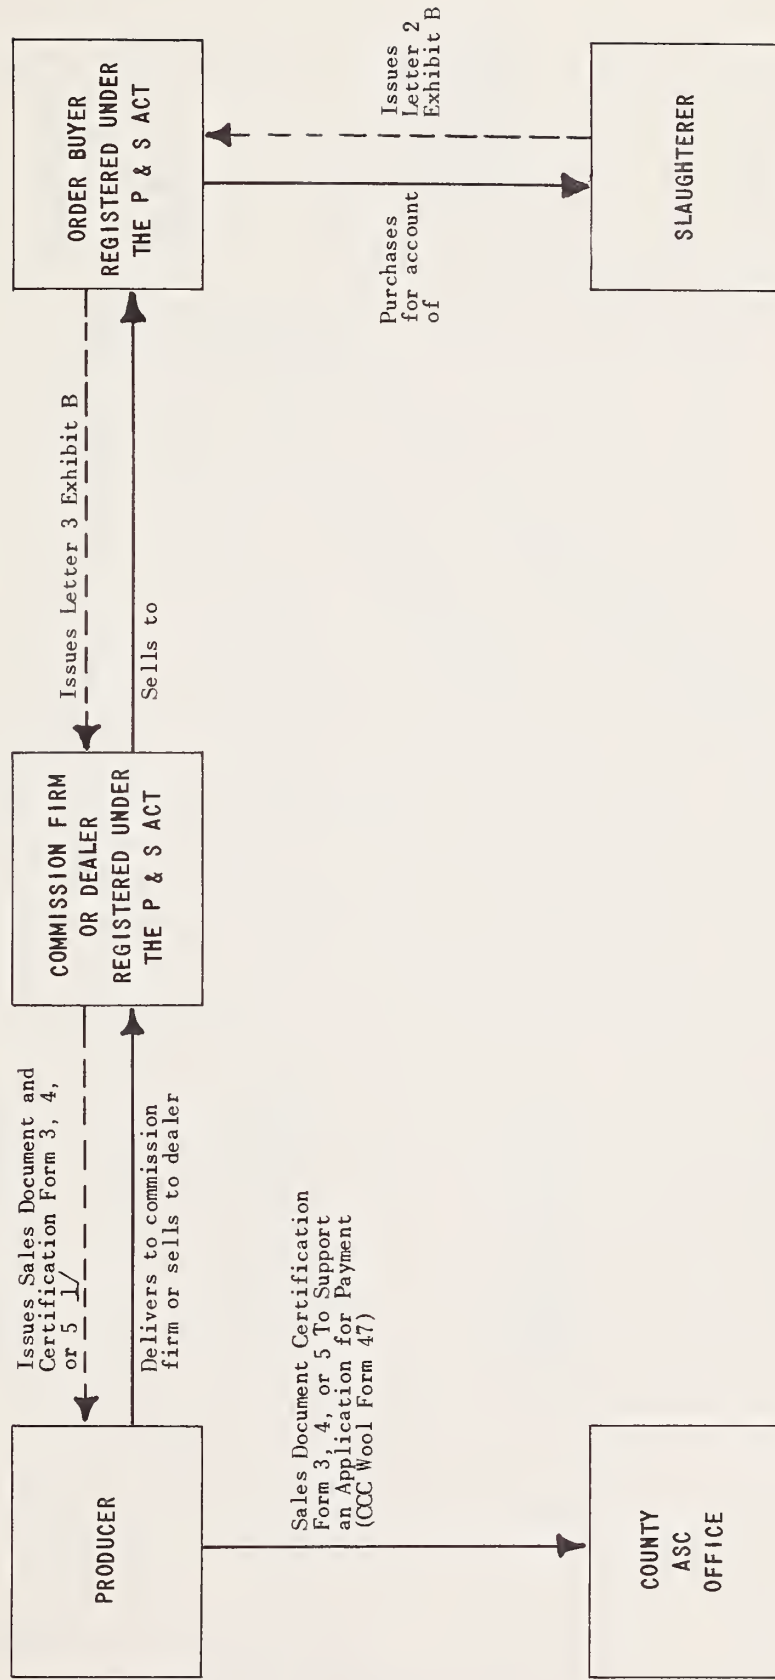 PRODUCER
Issues Sales Document and
Certification Form 3, 4,
or 5 1/
Delivers to commission
firm or sells to dealer
COMMISSION FIRM
OR DEALER
REGISTERED UNDER
THE P & S ACT
Issues Letter 3 Exhibit B
Sells to
ORDER BUYER
REGISTERED UNDER
THE P & S ACT
Sales Document Certification
Form 3, 4, or 5 To Support
an Application for Payment
(CCC Wool Form 47)
Purchases
for account
of
Issues
Letter 2
Exhibit B
COUNTY
ASC
OFFICE
SLAUGHTERER